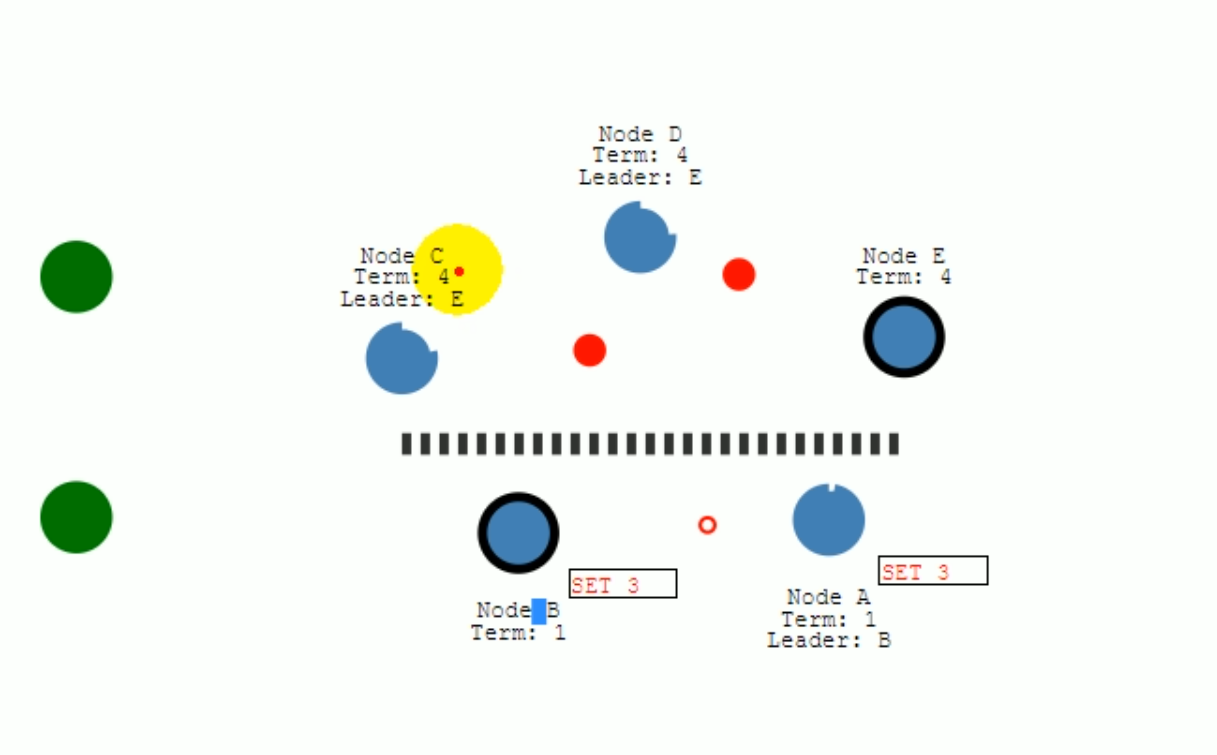 Node D
Term: 4
Leader: E
Node C
Term: 4
Leader: E
Node E
Term: 4
SET 3
Node B
Term: 1
SET 3
Node A
Term: 1
Leader: B